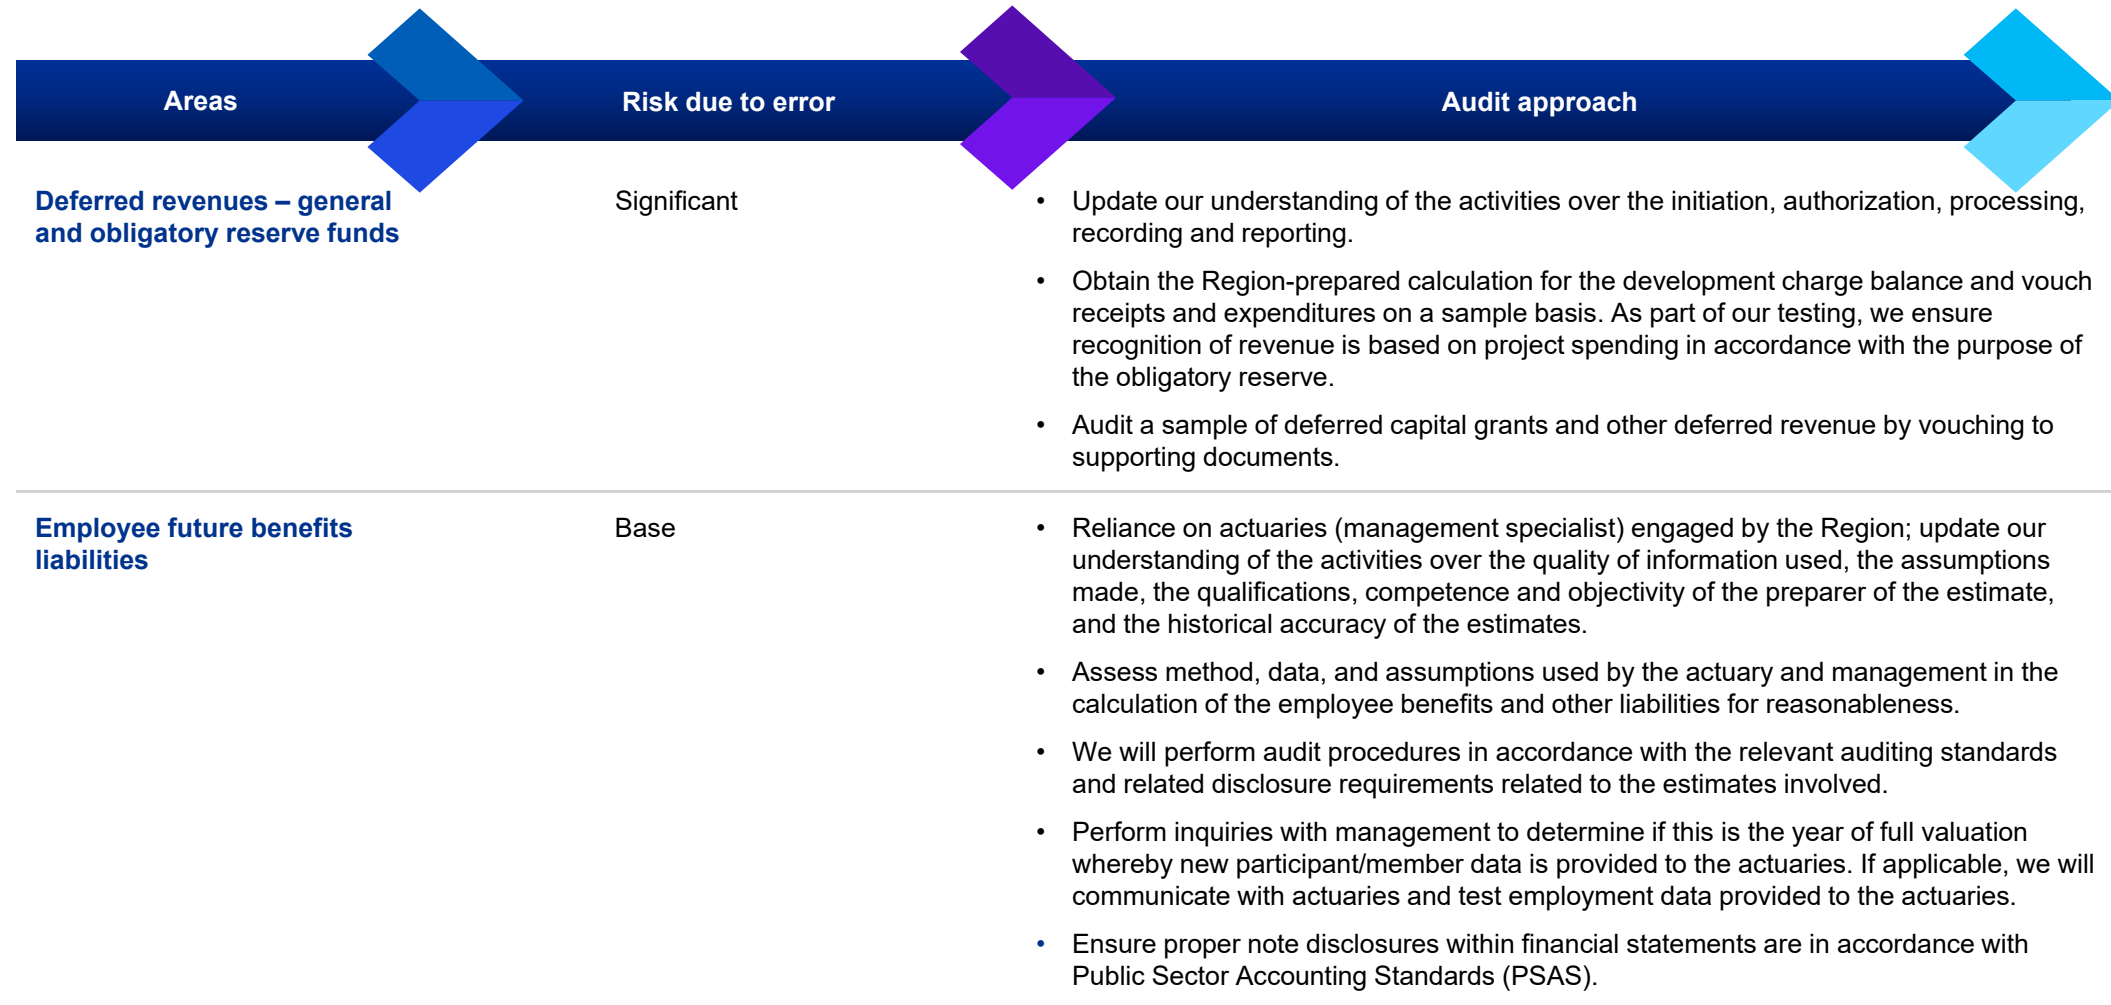 Areas
Risk due to error
Audit approach
Deferred revenues – general
and obligatory reserve funds
Significant
• Update our understanding of the activities over the initiation, authorization, processing,
recording and reporting.
• Obtain the Region-prepared calculation for the development charge balance and vouch
receipts and expenditures on a sample basis. As part of our testing, we ensure
recognition of revenue is based on project spending in accordance with the purpose of
the obligatory reserve.
• Audit a sample of deferred capital grants and other deferred revenue by vouching to
supporting documents.
Employee future benefits
liabilities
Base
• Reliance on actuaries (management specialist) engaged by the Region; update our
understanding of the activities over the quality of information used, the assumptions
made, the qualifications, competence and objectivity of the preparer of the estimate,
and the historical accuracy of the estimates.
• Assess method, data, and assumptions used by the actuary and management in the
calculation of the employee benefits and other liabilities for reasonableness.
• We will perform audit procedures in accordance with the relevant auditing standards
and related disclosure requirements related to the estimates involved.
• Perform inquiries with management to determine if this is the year of full valuation
whereby new participant/member data is provided to the actuaries. If applicable, we will
communicate with actuaries and test employment data provided to the actuaries.
• Ensure proper note disclosures within financial statements are in accordance with
Public Sector Accounting Standards (PSAS).